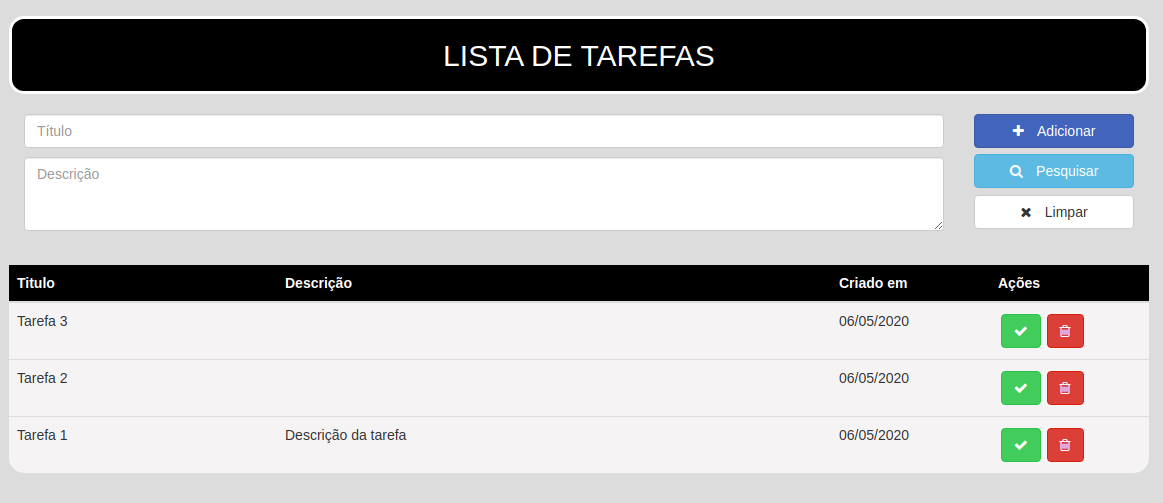 LISTA DE TAREFAS
Título
Adicionar
Descrição
Pesquisar
Limpar
Titulo Descrição Criado em Ações
Tarefa 3 06/05/2020
Tarefa 2 06/05/2020
Tarefa 1 Descrição da tarefa 06/05/2020